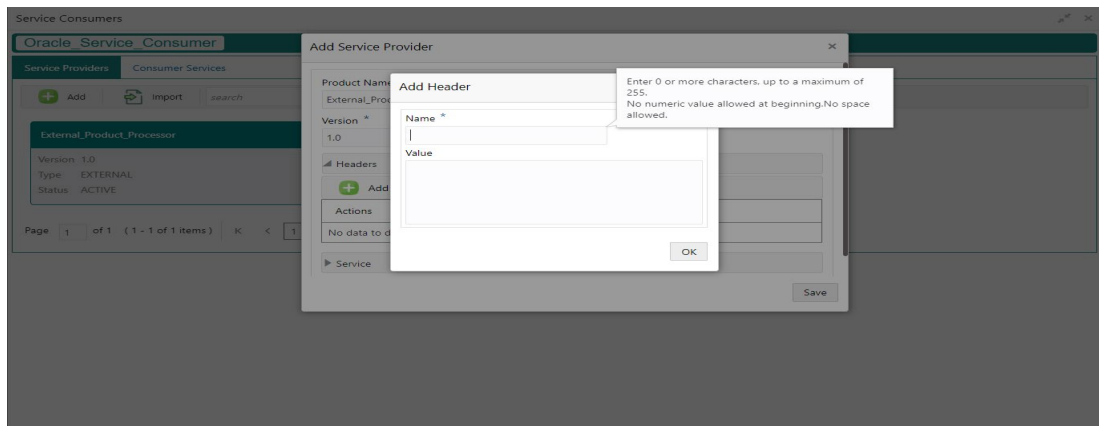 Service Consumers
Oracle_Service_Consumer
Service Providers
Consumer Services
Add
Import
search
External_Product_Processor
Version 1.0
Type EXTERNAL
Status ACTIVE
Page 1 of 1 ( 1 - 1 of 1 items ) K < 1
Add Service Provider
Product Name
External_Proc
Version *
1.0
Headers
Add
Actions
No data to d
Service
Save
Add Header
Name *
Value
OK
Enter 0 or more characters, up to a maximum of
255.
No numeric value allowed at beginning.No space
allowed.